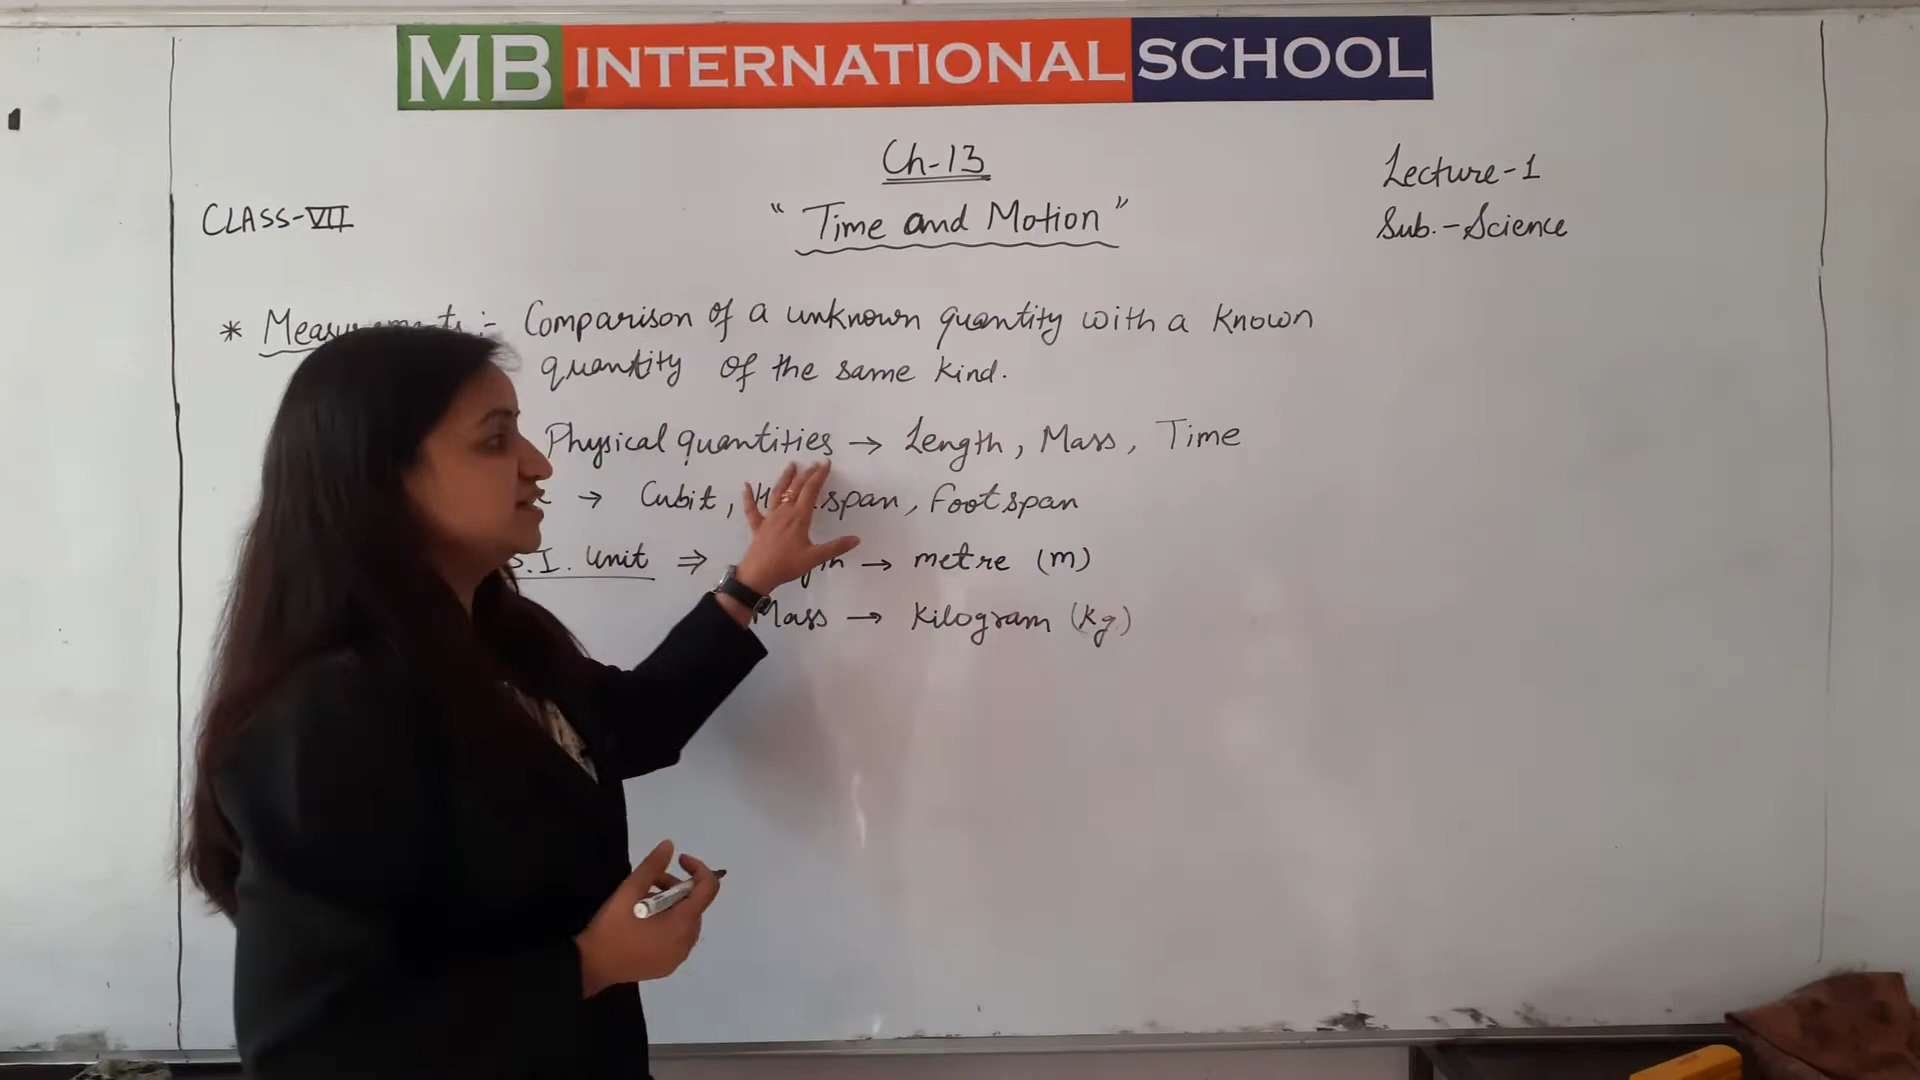 MB INTERNATIONAL SCHOOL
Ch-13
Lecture-1
CLASS-VII
"Time and Motion"
Sub.-Science
* Measurements:- Comparison of a unknown quantity with a known
quantity of the same kind.
Physical quantities → Length, Mass, Time
→ Cubit, Handspan, Footspan
S.I. Unit ⇒ Length → metre (m)
Mass → Kilogram (Kg)